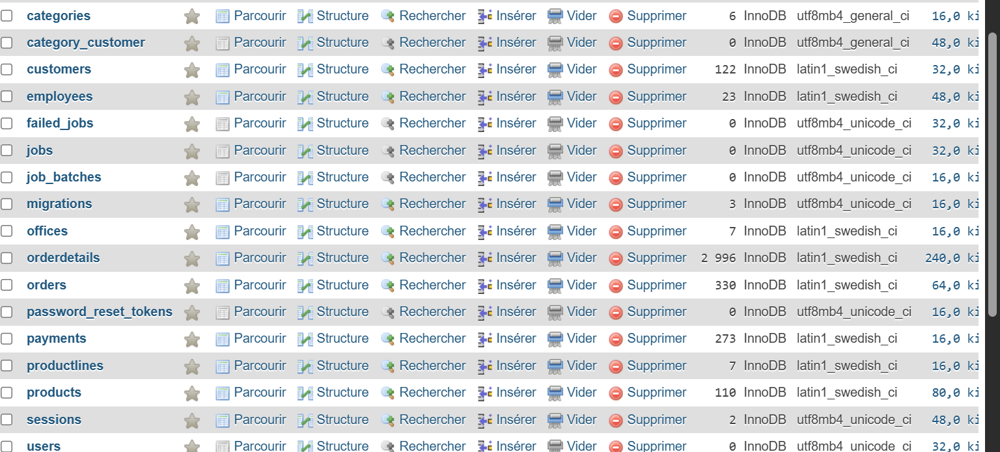 categories Parcourir Structure Rechercher Insérer Vider Supprimer 6 InnoDB utf8mb4_general_ci 16,0 ki
category_customer Parcourir Structure Rechercher Insérer Vider Supprimer 0 InnoDB utf8mb4_general_ci 48,0 ki
customers Parcourir Structure Rechercher Insérer Vider Supprimer 122 InnoDB latin1_swedish_ci 32,0 ki
employees Parcourir Structure Rechercher Insérer Vider Supprimer 23 InnoDB latin1_swedish_ci 48,0 ki
failed_jobs Parcourir Structure Rechercher Insérer Vider Supprimer 0 InnoDB utf8mb4_unicode_ci 32,0 ki
jobs Parcourir Structure Rechercher Insérer Vider Supprimer 0 InnoDB utf8mb4_unicode_ci 32,0 ki
job_batches Parcourir Structure Rechercher Insérer Vider Supprimer 0 InnoDB utf8mb4_unicode_ci 16,0 ki
migrations Parcourir Structure Rechercher Insérer Vider Supprimer 3 InnoDB utf8mb4_unicode_ci 16,0 ki
offices Parcourir Structure Rechercher Insérer Vider Supprimer 7 InnoDB latin1_swedish_ci 16,0 ki
orderdetails Parcourir Structure Rechercher Insérer Vider Supprimer 2 996 InnoDB latin1_swedish_ci 240,0 ki
orders Parcourir Structure Rechercher Insérer Vider Supprimer 330 InnoDB latin1_swedish_ci 64,0 ki
password_reset_tokens Parcourir Structure Rechercher Insérer Vider Supprimer 0 InnoDB utf8mb4_unicode_ci 16,0 ki
payments Parcourir Structure Rechercher Insérer Vider Supprimer 273 InnoDB latin1_swedish_ci 16,0 ki
productlines Parcourir Structure Rechercher Insérer Vider Supprimer 7 InnoDB latin1_swedish_ci 16,0 ki
products Parcourir Structure Rechercher Insérer Vider Supprimer 110 InnoDB latin1_swedish_ci 80,0 ki
sessions Parcourir Structure Rechercher Insérer Vider Supprimer 2 InnoDB utf8mb4_unicode_ci 48,0 ki
users Parcourir Structure Rechercher Insérer Vider Supprimer 0 InnoDB utf8mb4_unicode_ci 32,0 ki